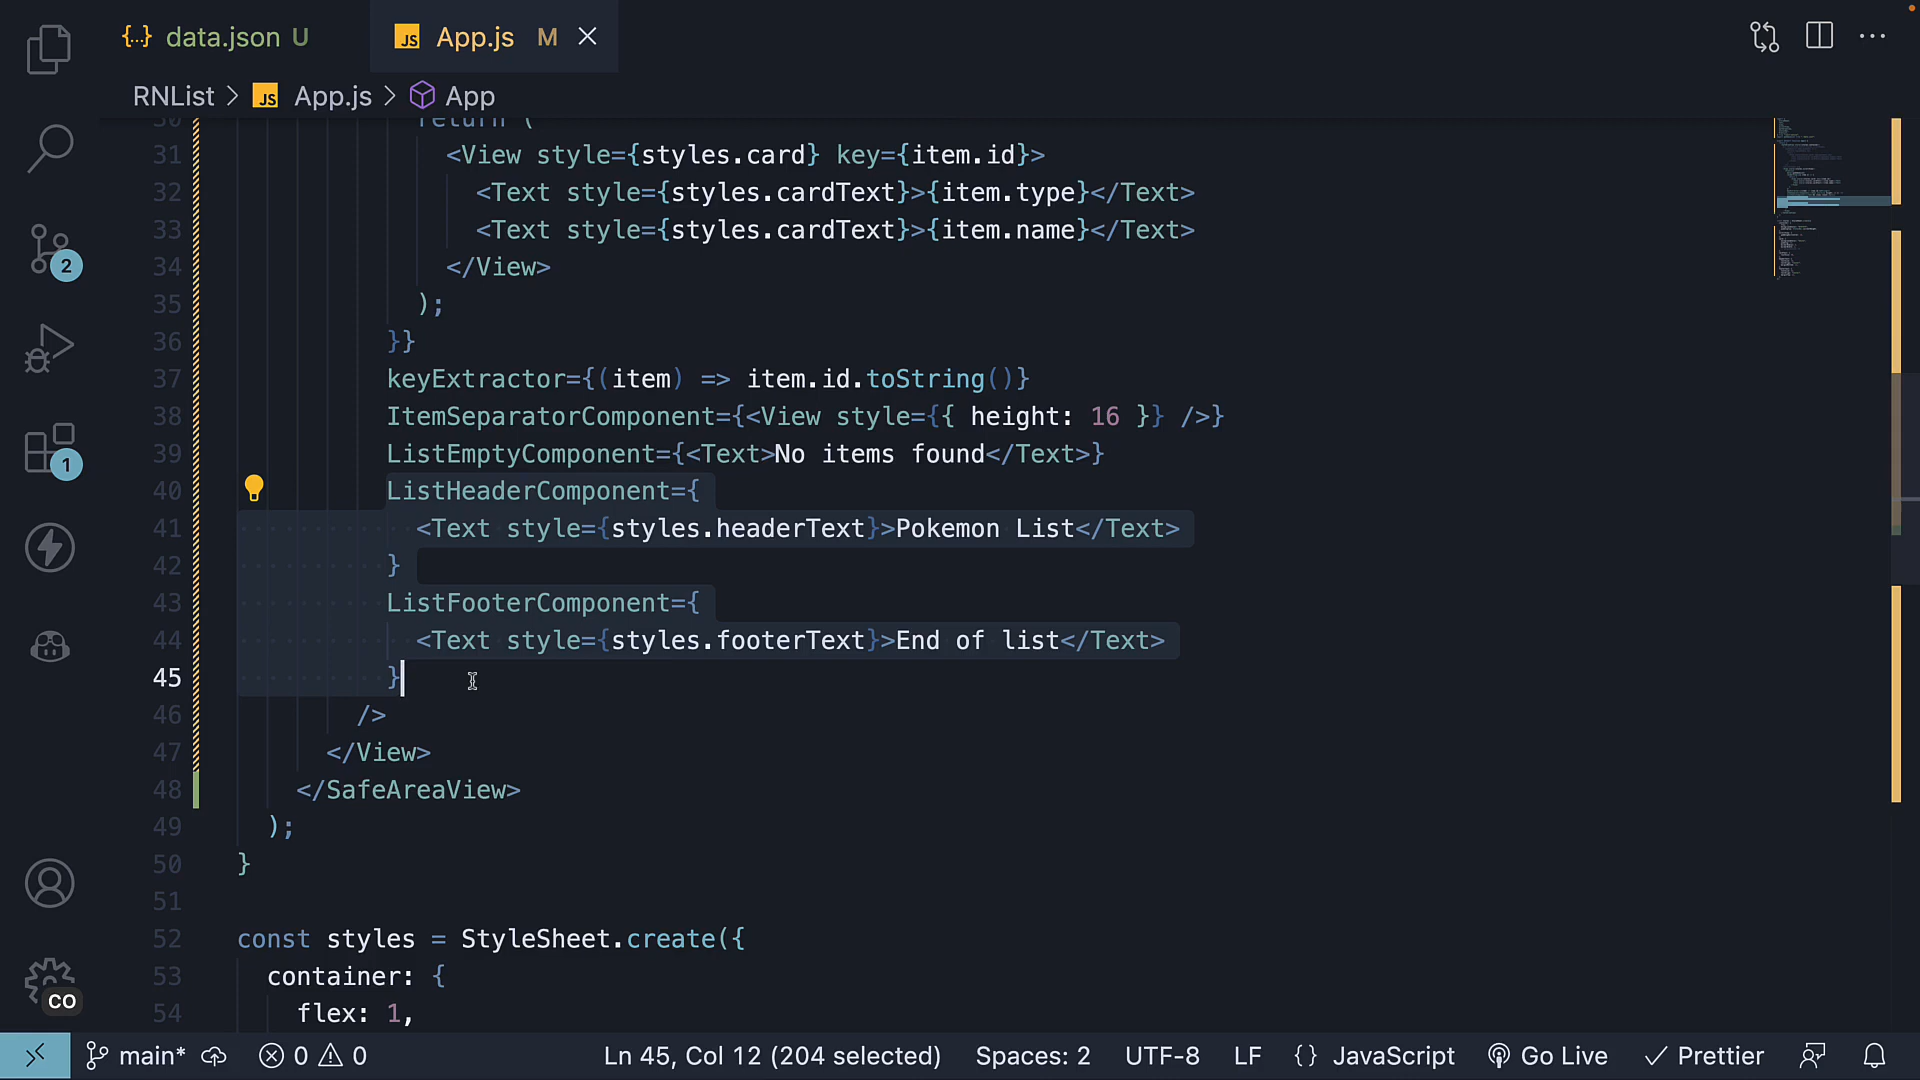 {..} data.json U
JS App.js M
RNList > JS App.js > App
30 return (
31 <View style={styles.card} key={item.id}>
32 <Text style={styles.cardText}>{item.type}</Text>
33 <Text style={styles.cardText}>{item.name}</Text>
34 </View>
35 );
36 }}
37 keyExtractor={(item) => item.id.toString()}
38 ItemSeparatorComponent={<View style={{ height: 16 }} />}
39 ListEmptyComponent={<Text>No items found</Text>}
40 ListHeaderComponent={
41 <Text style={styles.headerText}>Pokemon List</Text>
42 }
43 ListFooterComponent={
44 <Text style={styles.footerText}>End of list</Text>
45 }
46 />
47 </View>
48 </SafeAreaView>
49 );
50 }
51
52 const styles = StyleSheet.create({
53 container: {
54 flex: 1,
2
1
CO
main* 0 0 Ln 45, Col 12 (204 selected) Spaces: 2 UTF-8 LF {} JavaScript Go Live Prettier